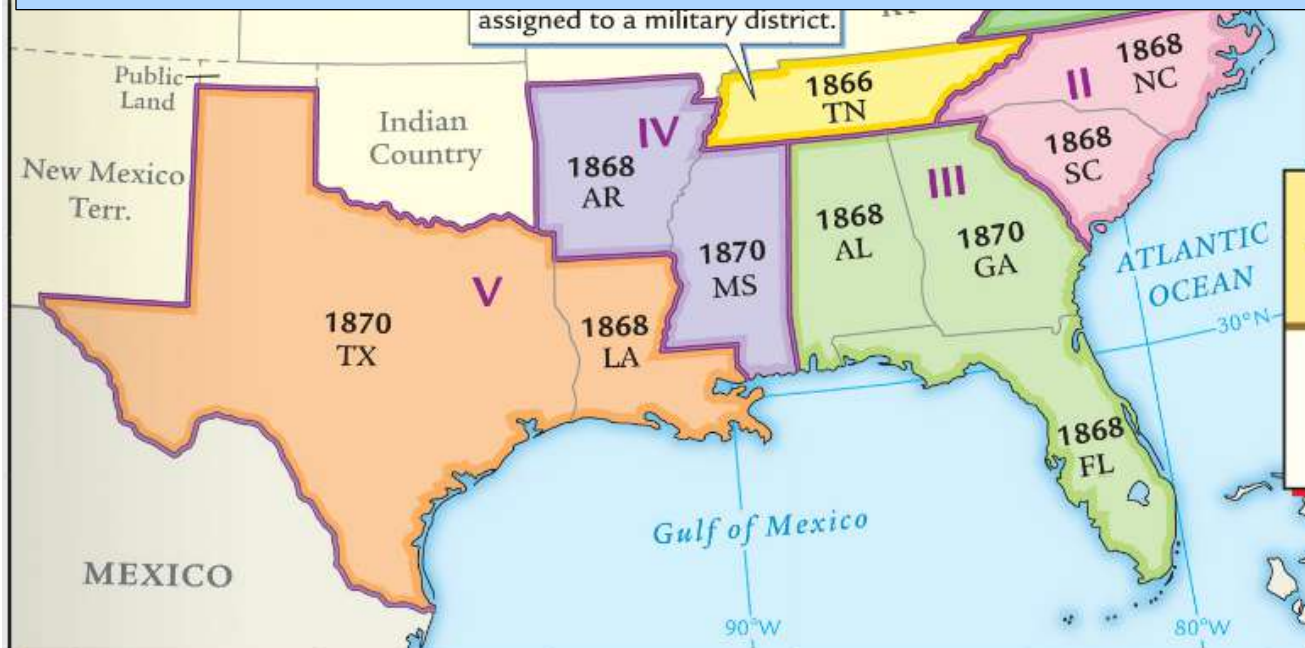 assigned to a military district.
Public
Land
Indian
Country
New Mexico
Terr.
1866
TN
1868
NC
II
1868
SC
IV
1868
AR
III
1868
AL
1870
GA
1870
MS
V
1870
TX
1868
LA
ATLANTIC
OCEAN
30°N
1868
FL
Gulf of Mexico
MEXICO
90°W
80°W